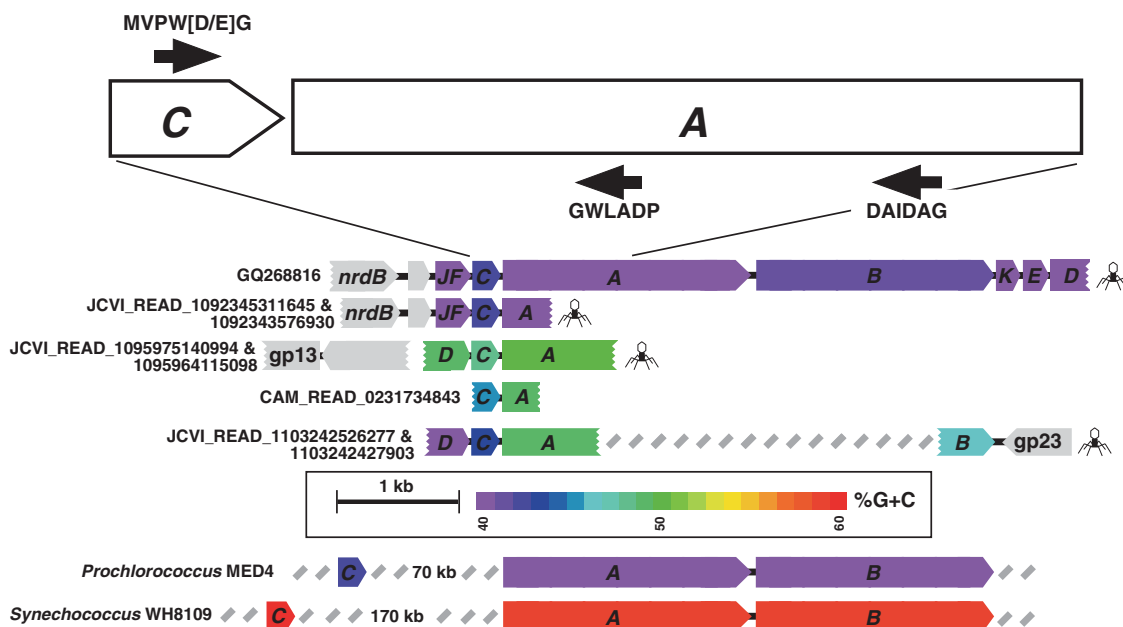 MVPW[D/E]G
C
A
GWLADP
DAIDAG
GQ268816
nrdB JF C A B K E D
JCVI_READ_1092345311645 &
1092343576930
nrdB JF C A
JCVI_READ_1095975140994 &
1095964115098
gp13 D C A
CAM_READ_0231734843
C A
JCVI_READ_1103242526277 &
1103242427903
D C A B gp23
1 kb
%G+C
40 50 60
Prochlorococcus MED4
C 70 kb A B
Synechococcus WH8109
C 170 kb A B